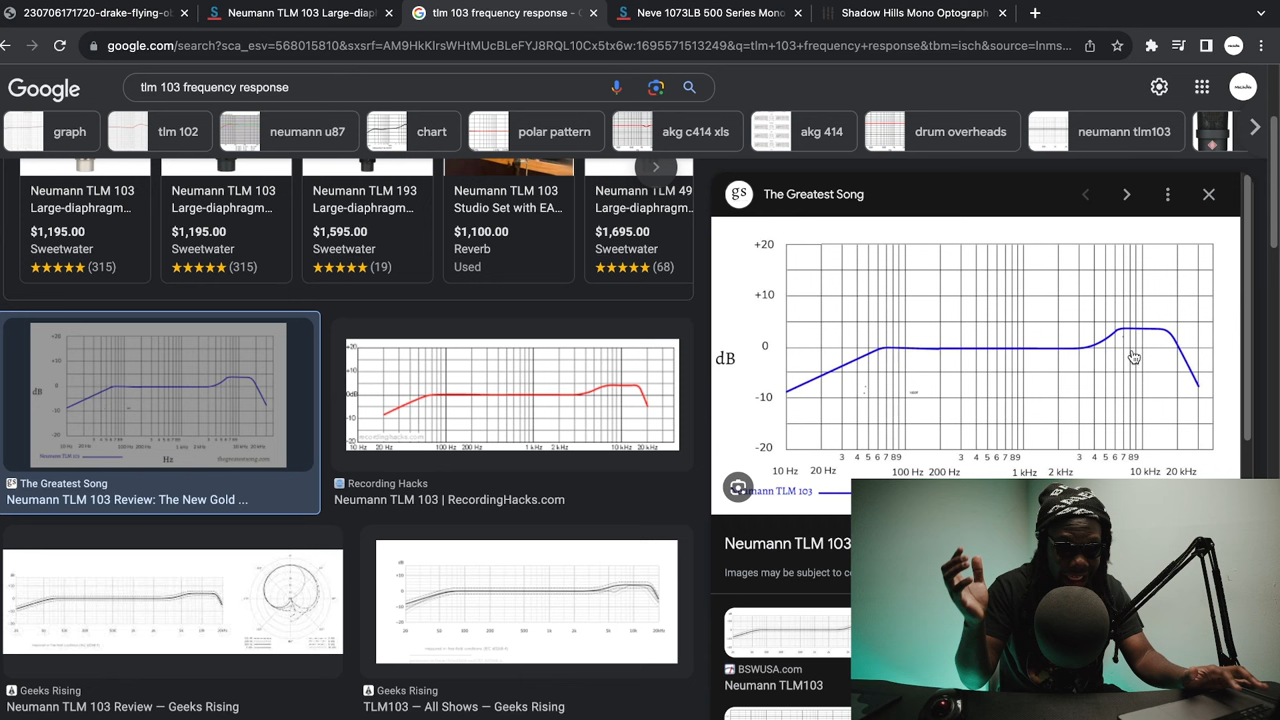 230706171720-drake-flying-ol
Neumann TLM 103 Large-diap
tlm 103 frequency response -
Neve 1073LB 500 Series Mono
Shadow Hills Mono Optograph
google.com/search?sca_esv=568015810&sxsrf=AM9HkKIrsWHtMUcBLeFYJ8RQL10Cx5tx6w:1695571513249&q=tlm+103+frequency+response&tbm=isch&source=lnms...
Google
tlm 103 frequency response
graph
tlm 102
neumann u87
chart
polar pattern
akg c414 xls
akg 414
drum overheads
neumann tlm103
Neumann TLM 103
Large-diaphragm...
$1,195.00
Sweetwater
(315)
Neumann TLM 103
Large-diaphragm...
$1,195.00
Sweetwater
(315)
Neumann TLM 193
Large-diaphragm...
$1,595.00
Sweetwater
(19)
Neumann TLM 103
Studio Set with EA...
$1,100.00
Reverb
Used
Neumann TLM 49
Large-diaphragm...
$1,695.00
Sweetwater
(68)
gs
The Greatest Song
+20
+10
0
dB
-10
-20
3 4 5 6 7 89
3 4 5 6 7 89
3 4 5 6 7 89
10 Hz 20 Hz 100 Hz 200 Hz 1 kHz 2 kHz 10 kHz 20 kHz
Neumann TLM 103
The Greatest Song
Neumann TLM 103 Review: The New Gold ...
Recording Hacks
Neumann TLM 103 | RecordingHacks.com
Geeks Rising
Neumann TLM 103 Review — Geeks Rising
Geeks Rising
TLM103 — All Shows — Geeks Rising
Neumann TLM 103
Images may be subject to c
BSWUSA.com
Neumann TLM103